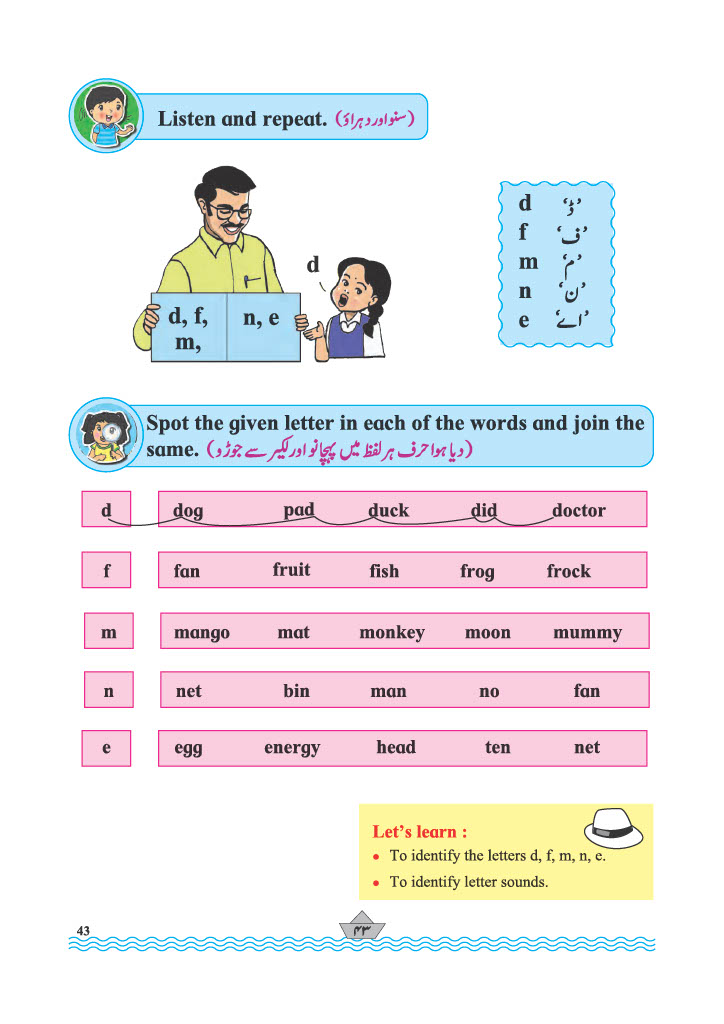 Listen and repeat. (سنو اور دہراؤ)
d
d, f,
m,
n, e
d ’ڈ‘
f ’ف‘
m ’م‘
n ’ن‘
e ’اے‘
Spot the given letter in each of the words and join the
same. (دیا ہوا حرف ہر لفظ میں پہچانو اور لکیر سے جوڑو)
d dog pad duck did doctor
f fan fruit fish frog frock
m mango mat monkey moon mummy
n net bin man no fan
e egg energy head ten net
Let’s learn :
• To identify the letters d, f, m, n, e.
• To identify letter sounds.
43
۴۳